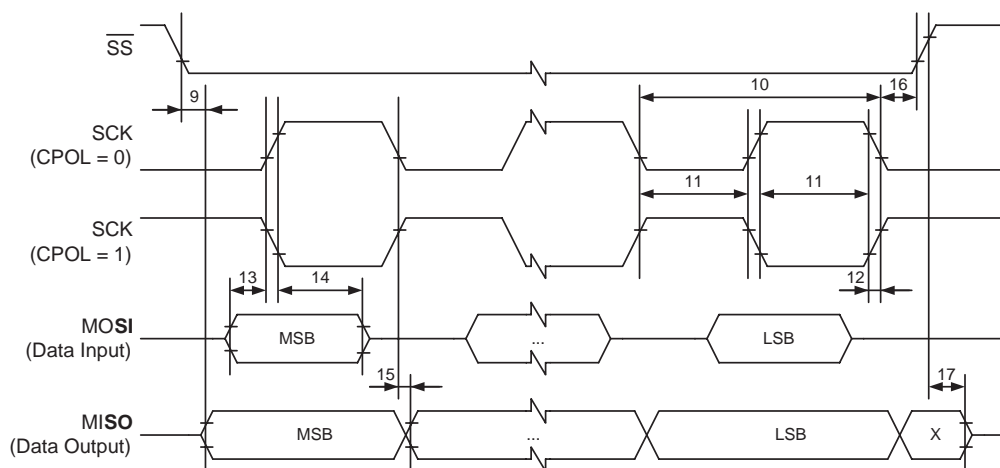 SS
9
10
16
SCK
(CPOL = 0)
11
11
SCK
(CPOL = 1)
13
14
12
MOSI
(Data Input)
MSB
...
LSB
15
17
MISO
(Data Output)
MSB
...
LSB
X